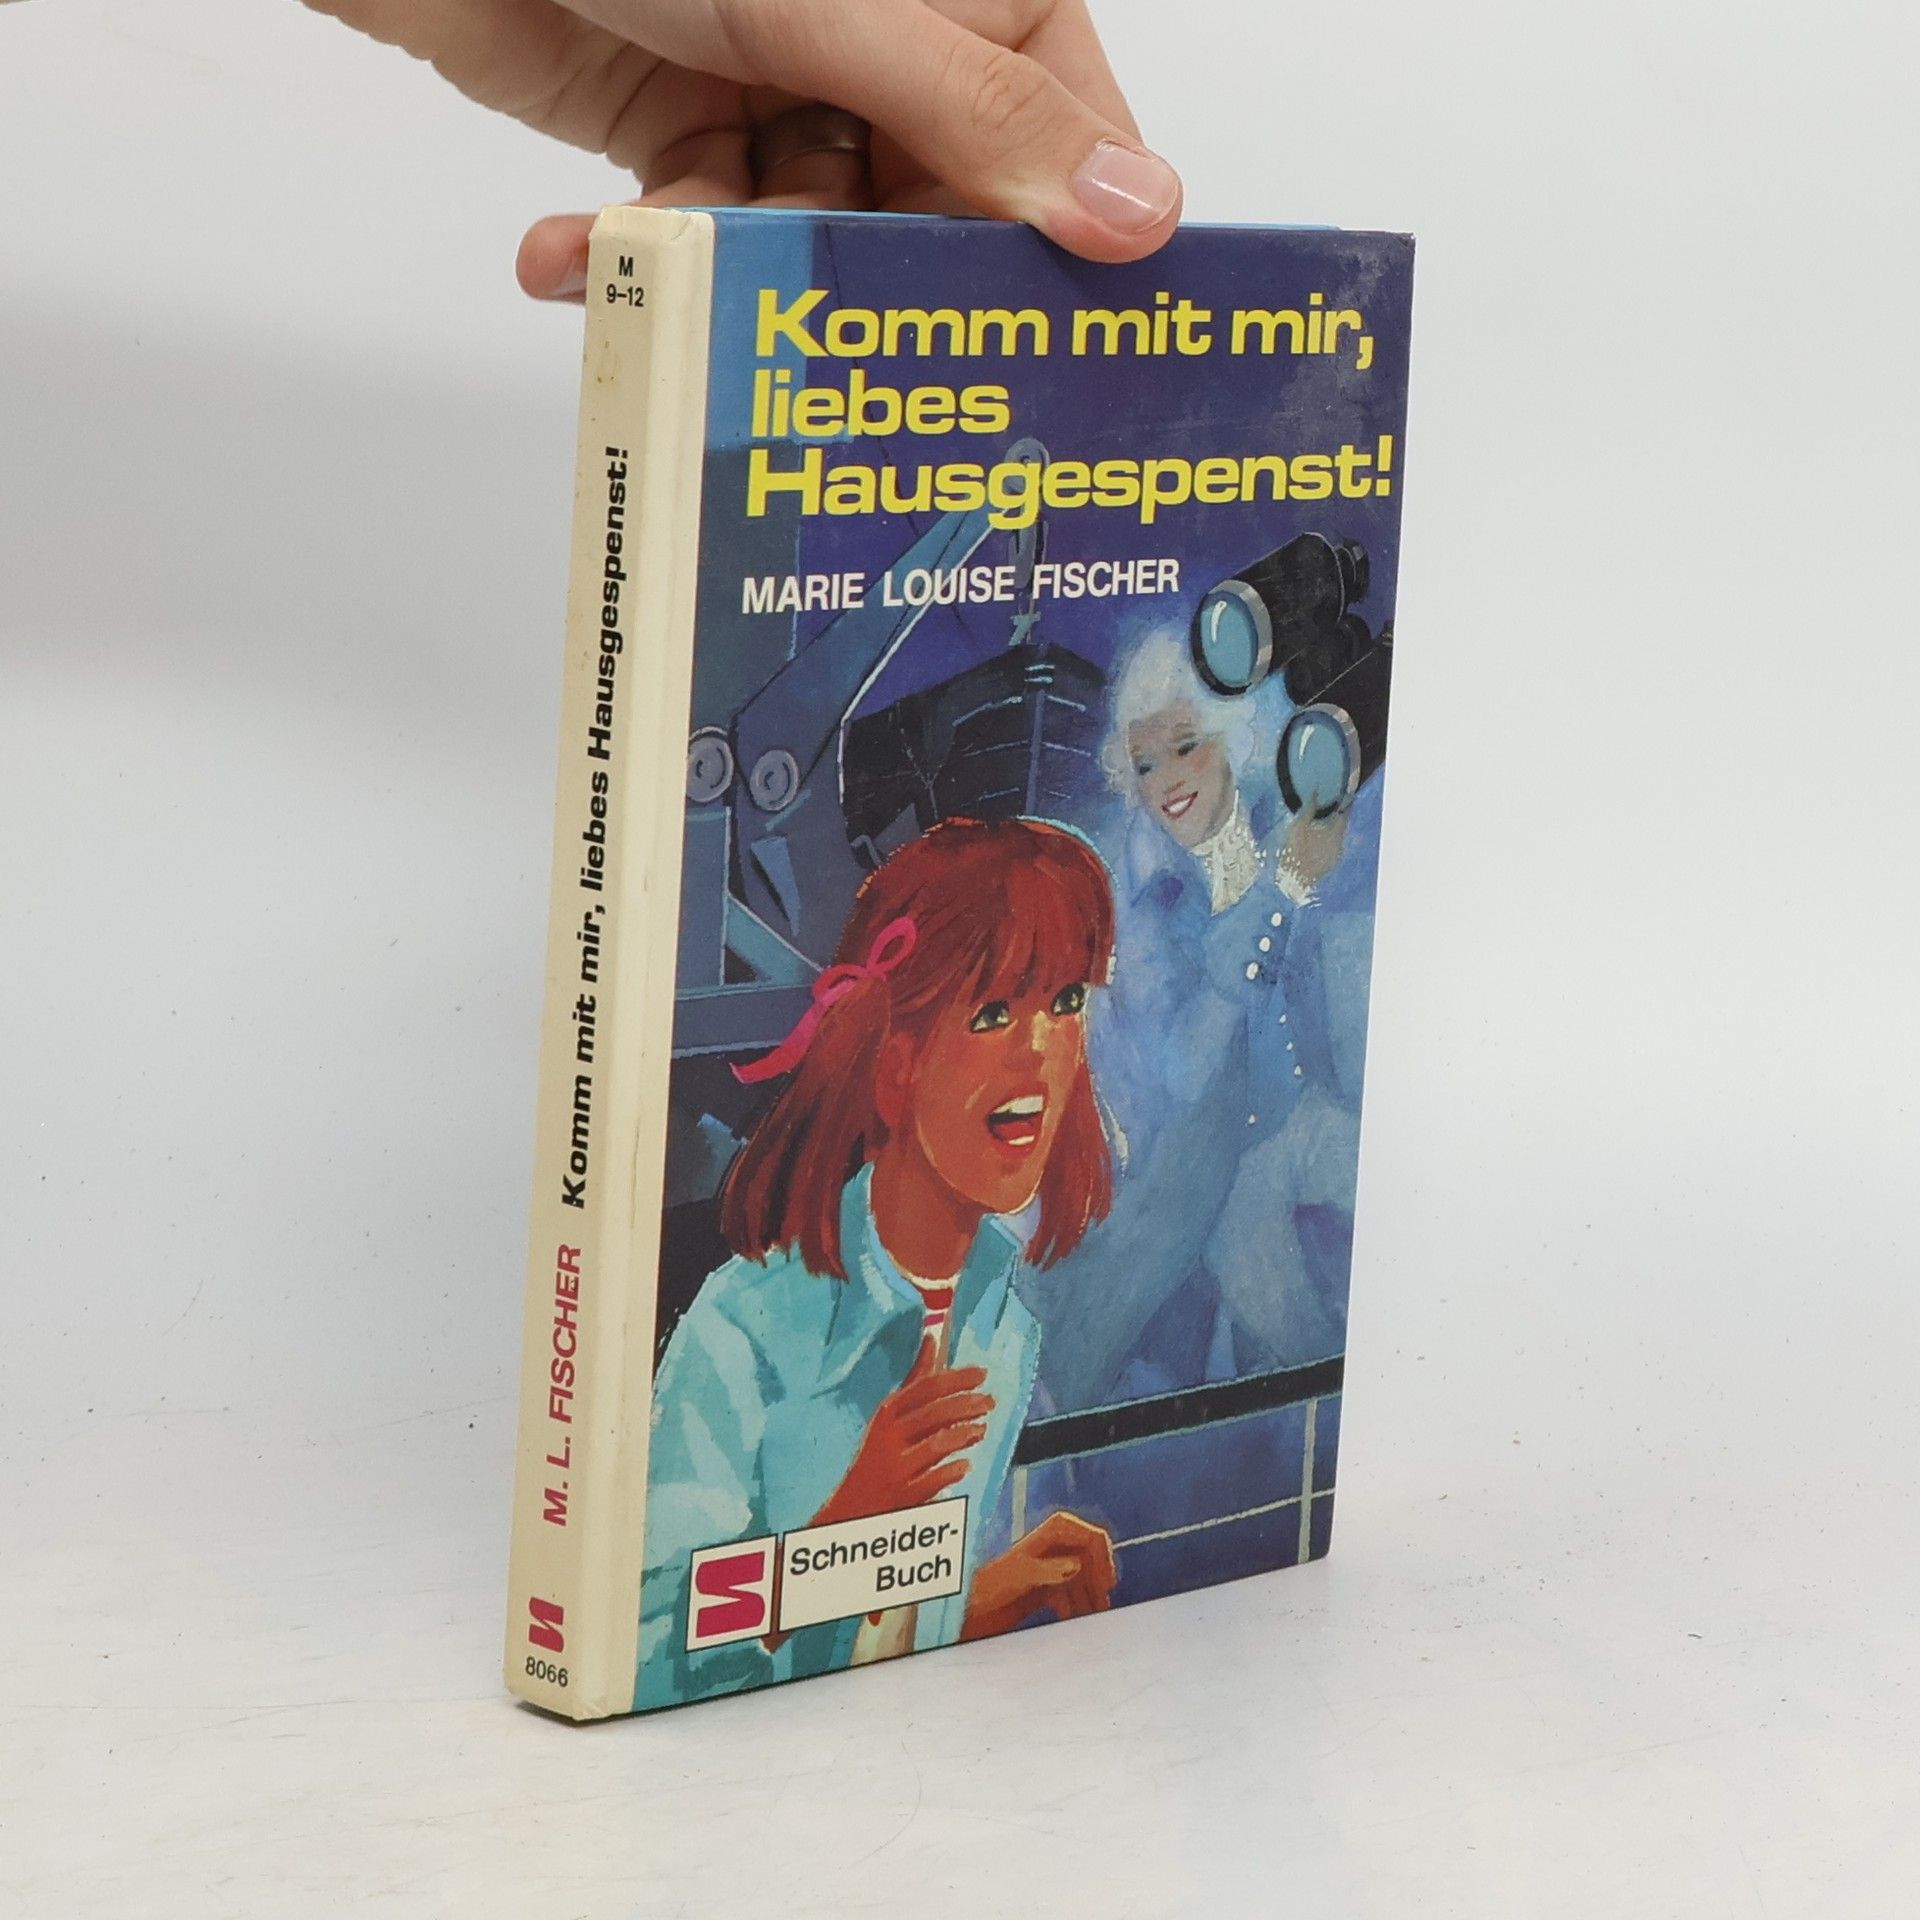 M
9-12
Komm mit mir, liebes Hausgespenst!
M. L. FISCHER
8066
Komm mit mir,
liebes
Hausgespenst!
MARIE LOUISE FISCHER
Schneider-
Buch